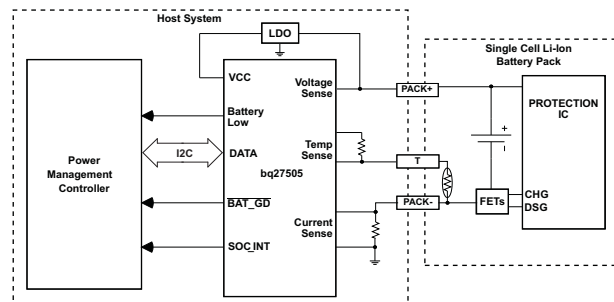 Host System
LDO
Single Cell Li-Ion
Battery Pack
VCC
Voltage
Sense
PACK+
PROTECTION
IC
Battery
Low
Temp
Sense
I2C
DATA
T
bq27505
Power
Management
Controller
+
BAT_GD
PACK-
FETs
CHG
DSG
Current
Sense
SOC_INT